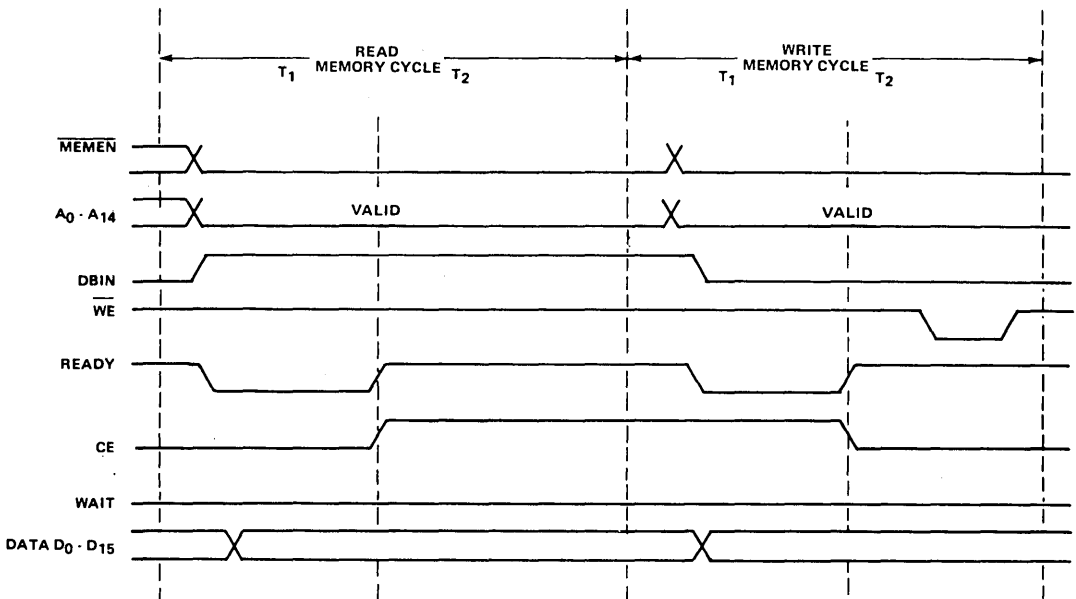 READ
MEMORY CYCLE
T1 T2
WRITE
MEMORY CYCLE
T1 T2
MEMEN
A0 - A14 VALID VALID
DBIN
WE
READY
CE
WAIT
DATA D0 - D15